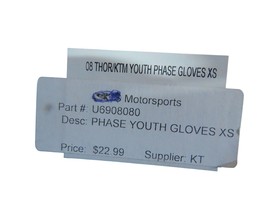 08 THOR/KTM YOUTH PHASE GLOVES XS
Motorsports
Part # U6908080
Desc: PHASE YOUTH GLOVES XS
Price: $22.99 Supplier: KT